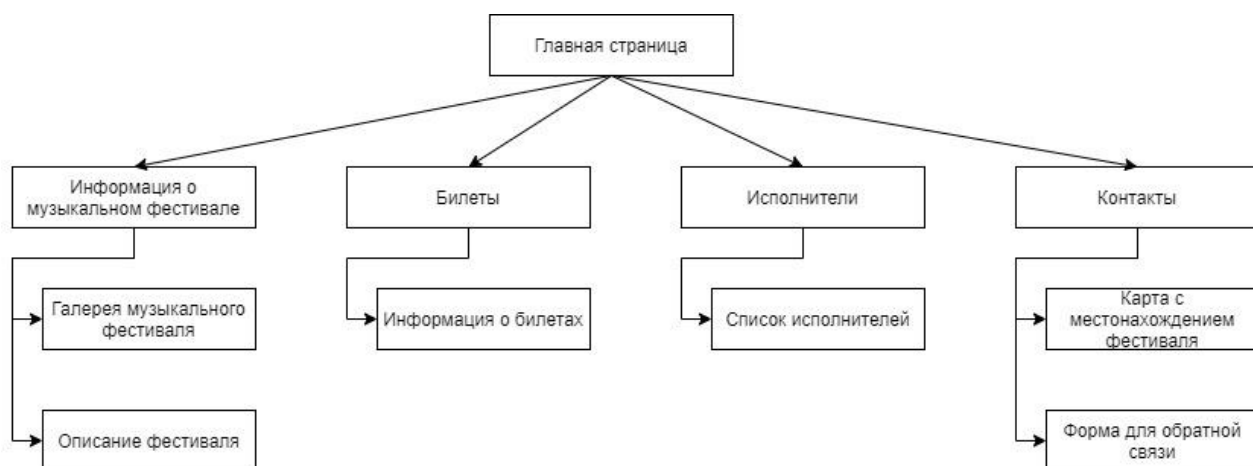 Главная страница
Информация о
музыкальном фестивале
Билеты
Исполнители
Контакты
Галерея музыкального
фестиваля
Информация о билетах
Список исполнителей
Карта с
местонахождением
фестиваля
Описание фестиваля
Форма для обратной
связи